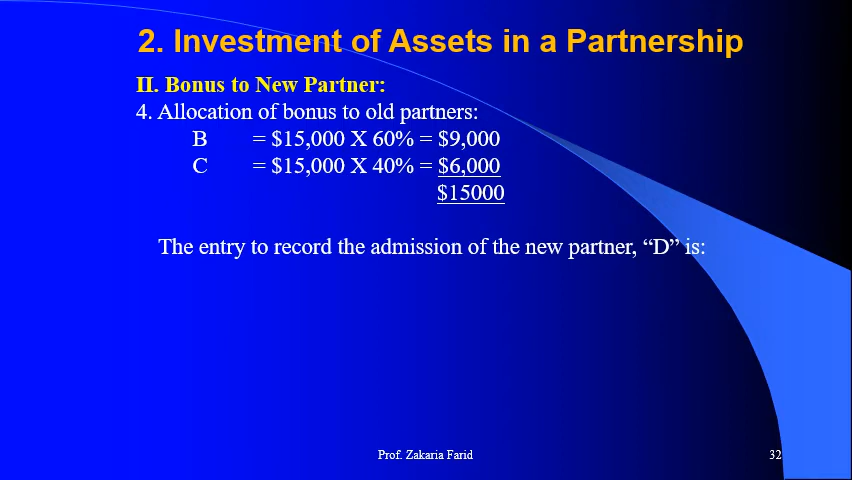 2. Investment of Assets in a Partnership
II. Bonus to New Partner:
4. Allocation of bonus to old partners:
B = $15,000 X 60% = $9,000
C = $15,000 X 40% = $6,000
$15000
The entry to record the admission of the new partner, “D” is:
Prof. Zakaria Farid 32